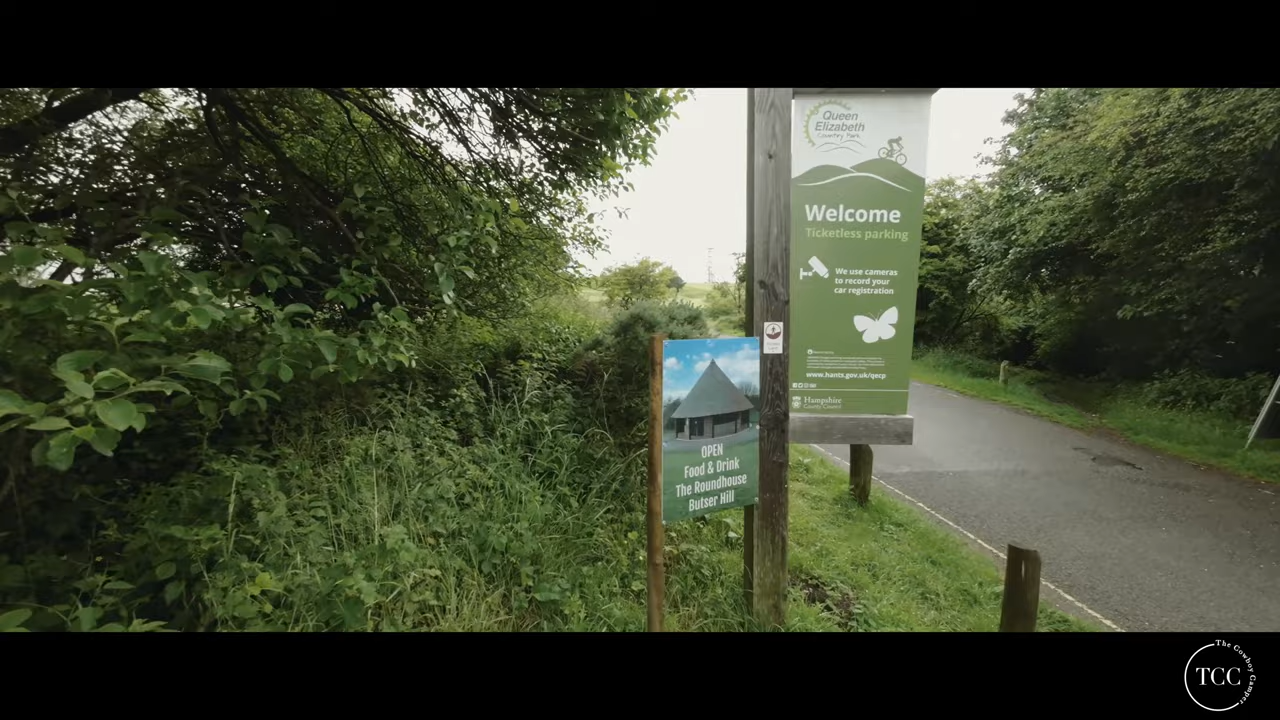 Queen
Elizabeth
Country Park
Welcome
Ticketless parking
We use cameras
to record your
car registration
www.hants.gov.uk/qecp
Hampshire
County Council
OPEN
Food & Drink
The Roundhouse
Butser Hill
TCC
The Cowboy Camper